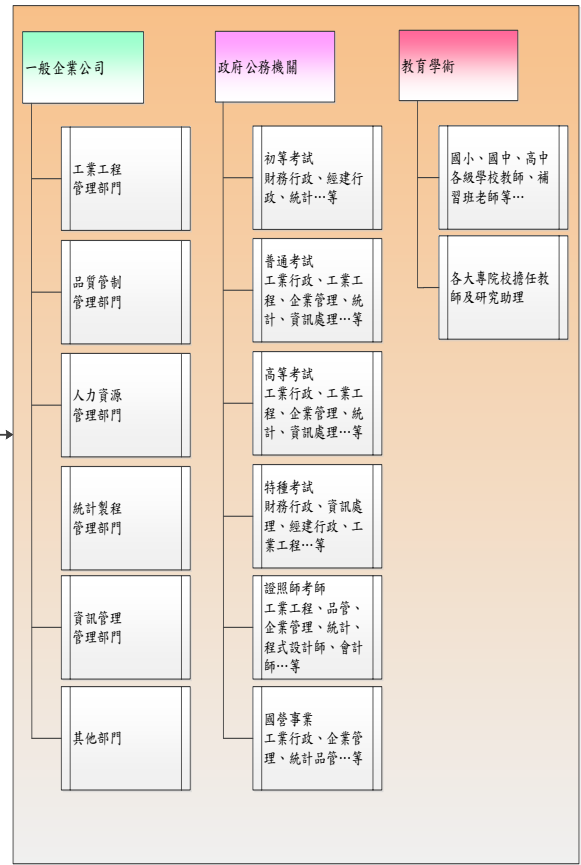 一般企業公司
工業工程
管理部門
品質管制
管理部門
人力資源
管理部門
統計製程
管理部門
資訊管理
管理部門
其他部門
政府公務機關
初等考試
財務行政、經建行
政、統計…等
普通考試
工業行政、工業工
程、企業管理、統
計、資訊處理…等
高等考試
工業行政、工業工
程、企業管理、統
計、資訊處理…等
特種考試
財務行政、資訊處
理、經建行政、工
業工程…等
證照師考師
工業工程、品管、
企業管理、統計、
程式設計師、會計
師…等
國營事業
工業行政、企業管
理、統計品管…等
教育學術
國小、國中、高中
各級學校教師、補
習班老師等…
各大專院校擔任教
師及研究助理